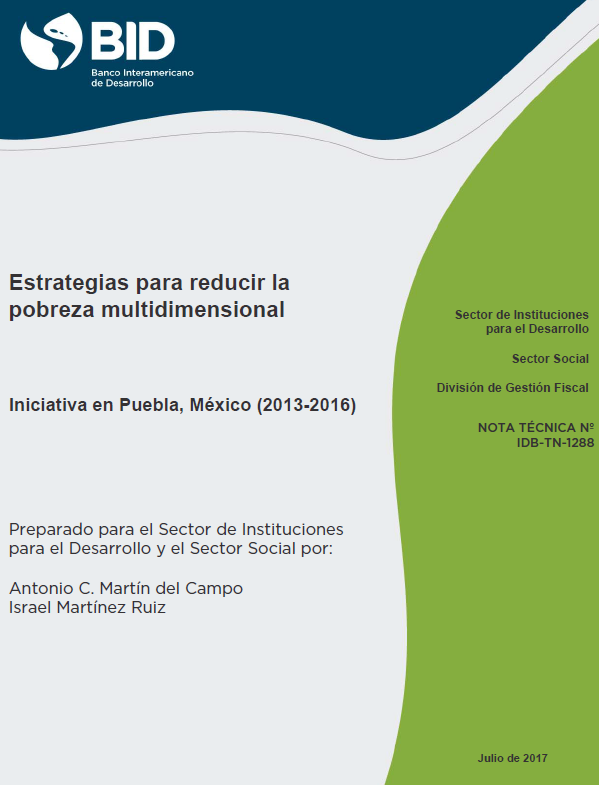 BID
Banco Interamericano
de Desarrollo
Estrategias para reducir la
pobreza multidimensional
Iniciativa en Puebla, México (2013-2016)
Preparado para el Sector de Instituciones
para el Desarrollo y el Sector Social por:
Antonio C. Martín del Campo
Israel Martínez Ruiz
Sector de Instituciones
para el Desarrollo
Sector Social
División de Gestión Fiscal
NOTA TÉCNICA Nº
IDB-TN-1288
Julio de 2017